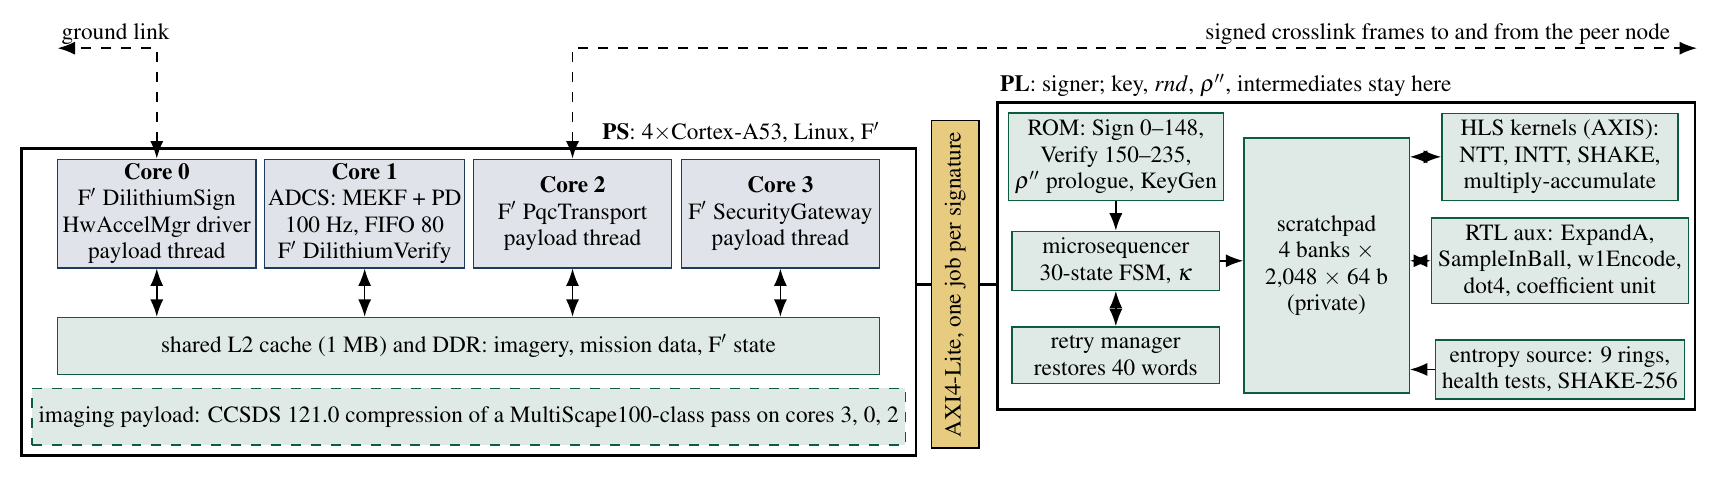 ground link
signed crosslink frames to and from the peer node
PS: 4×Cortex-A53, Linux, F′
Core 0
F′ DilithiumSign
HwAccelMgr driver
payload thread
Core 1
ADCS: MEKF + PD
100 Hz, FIFO 80
F′ DilithiumVerify
Core 2
F′ PqcTransport
payload thread
Core 3
F′ SecurityGateway
payload thread
shared L2 cache (1 MB) and DDR: imagery, mission data, F′ state
imaging payload: CCSDS 121.0 compression of a MultiScape100-class pass on cores 3, 0, 2
AXI4-Lite, one job per signature
PL: signer; key, rnd, ρ″, intermediates stay here
ROM: Sign 0–148,
Verify 150–235,
ρ″ prologue, KeyGen
microsequencer
30-state FSM, κ
retry manager
restores 40 words
scratchpad
4 banks ×
2,048 × 64 b
(private)
HLS kernels (AXIS):
NTT, INTT, SHAKE,
multiply-accumulate
RTL aux: ExpandA,
SampleInBall, w1Encode,
dot4, coefficient unit
entropy source: 9 rings,
health tests, SHAKE-256